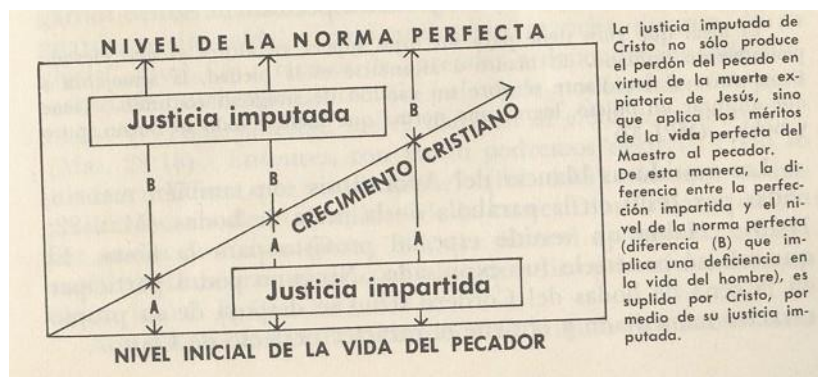 NIVEL DE LA NORMA PERFECTA
Justicia imputada
B
B
B
CRECIMIENTO CRISTIANO
A
A
Justicia impartida
NIVEL INICIAL DE LA VIDA DEL PECADOR
La justicia imputada de
Cristo no sólo produce
el perdón del pecado en
virtud de la muerte ex-
piatoria de Jesús, sino
que aplica los méritos
de la vida perfecta del
Maestro al pecador.
De esta manera, la di-
ferencia entre la perfec-
ción impartida y el ni-
vel de la norma perfecta
(diferencia (B) que im-
plica una deficiencia en
la vida del hombre), es
suplida por Cristo, por
medio de su justicia im-
putada.